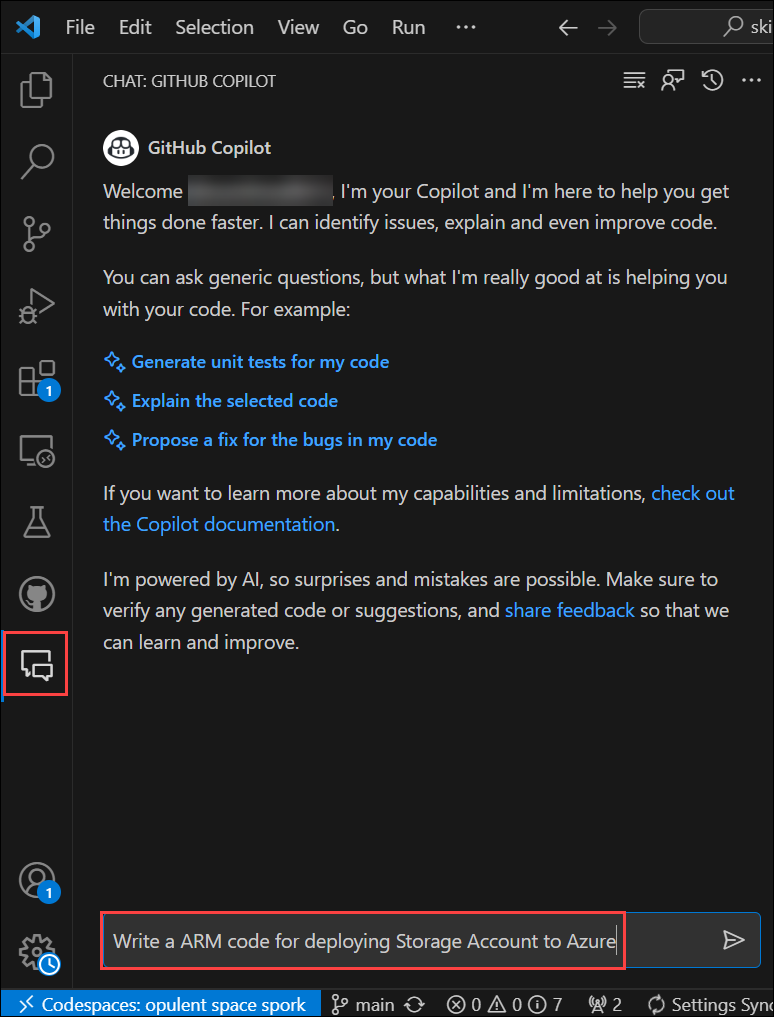 File Edit Selection View Go Run ··· ski
CHAT: GITHUB COPILOT
GitHub Copilot
Welcome , I'm your Copilot and I'm here to help you get
things done faster. I can identify issues, explain and even improve code.
You can ask generic questions, but what I'm really good at is helping you
with your code. For example:
Generate unit tests for my code
Explain the selected code
Propose a fix for the bugs in my code
If you want to learn more about my capabilities and limitations, check out
the Copilot documentation.
I'm powered by AI, so surprises and mistakes are possible. Make sure to
verify any generated code or suggestions, and share feedback so that we
can learn and improve.
1
1
Write a ARM code for deploying Storage Account to Azure
Codespaces: opulent space spork main 0 0 7 2 Settings Sync